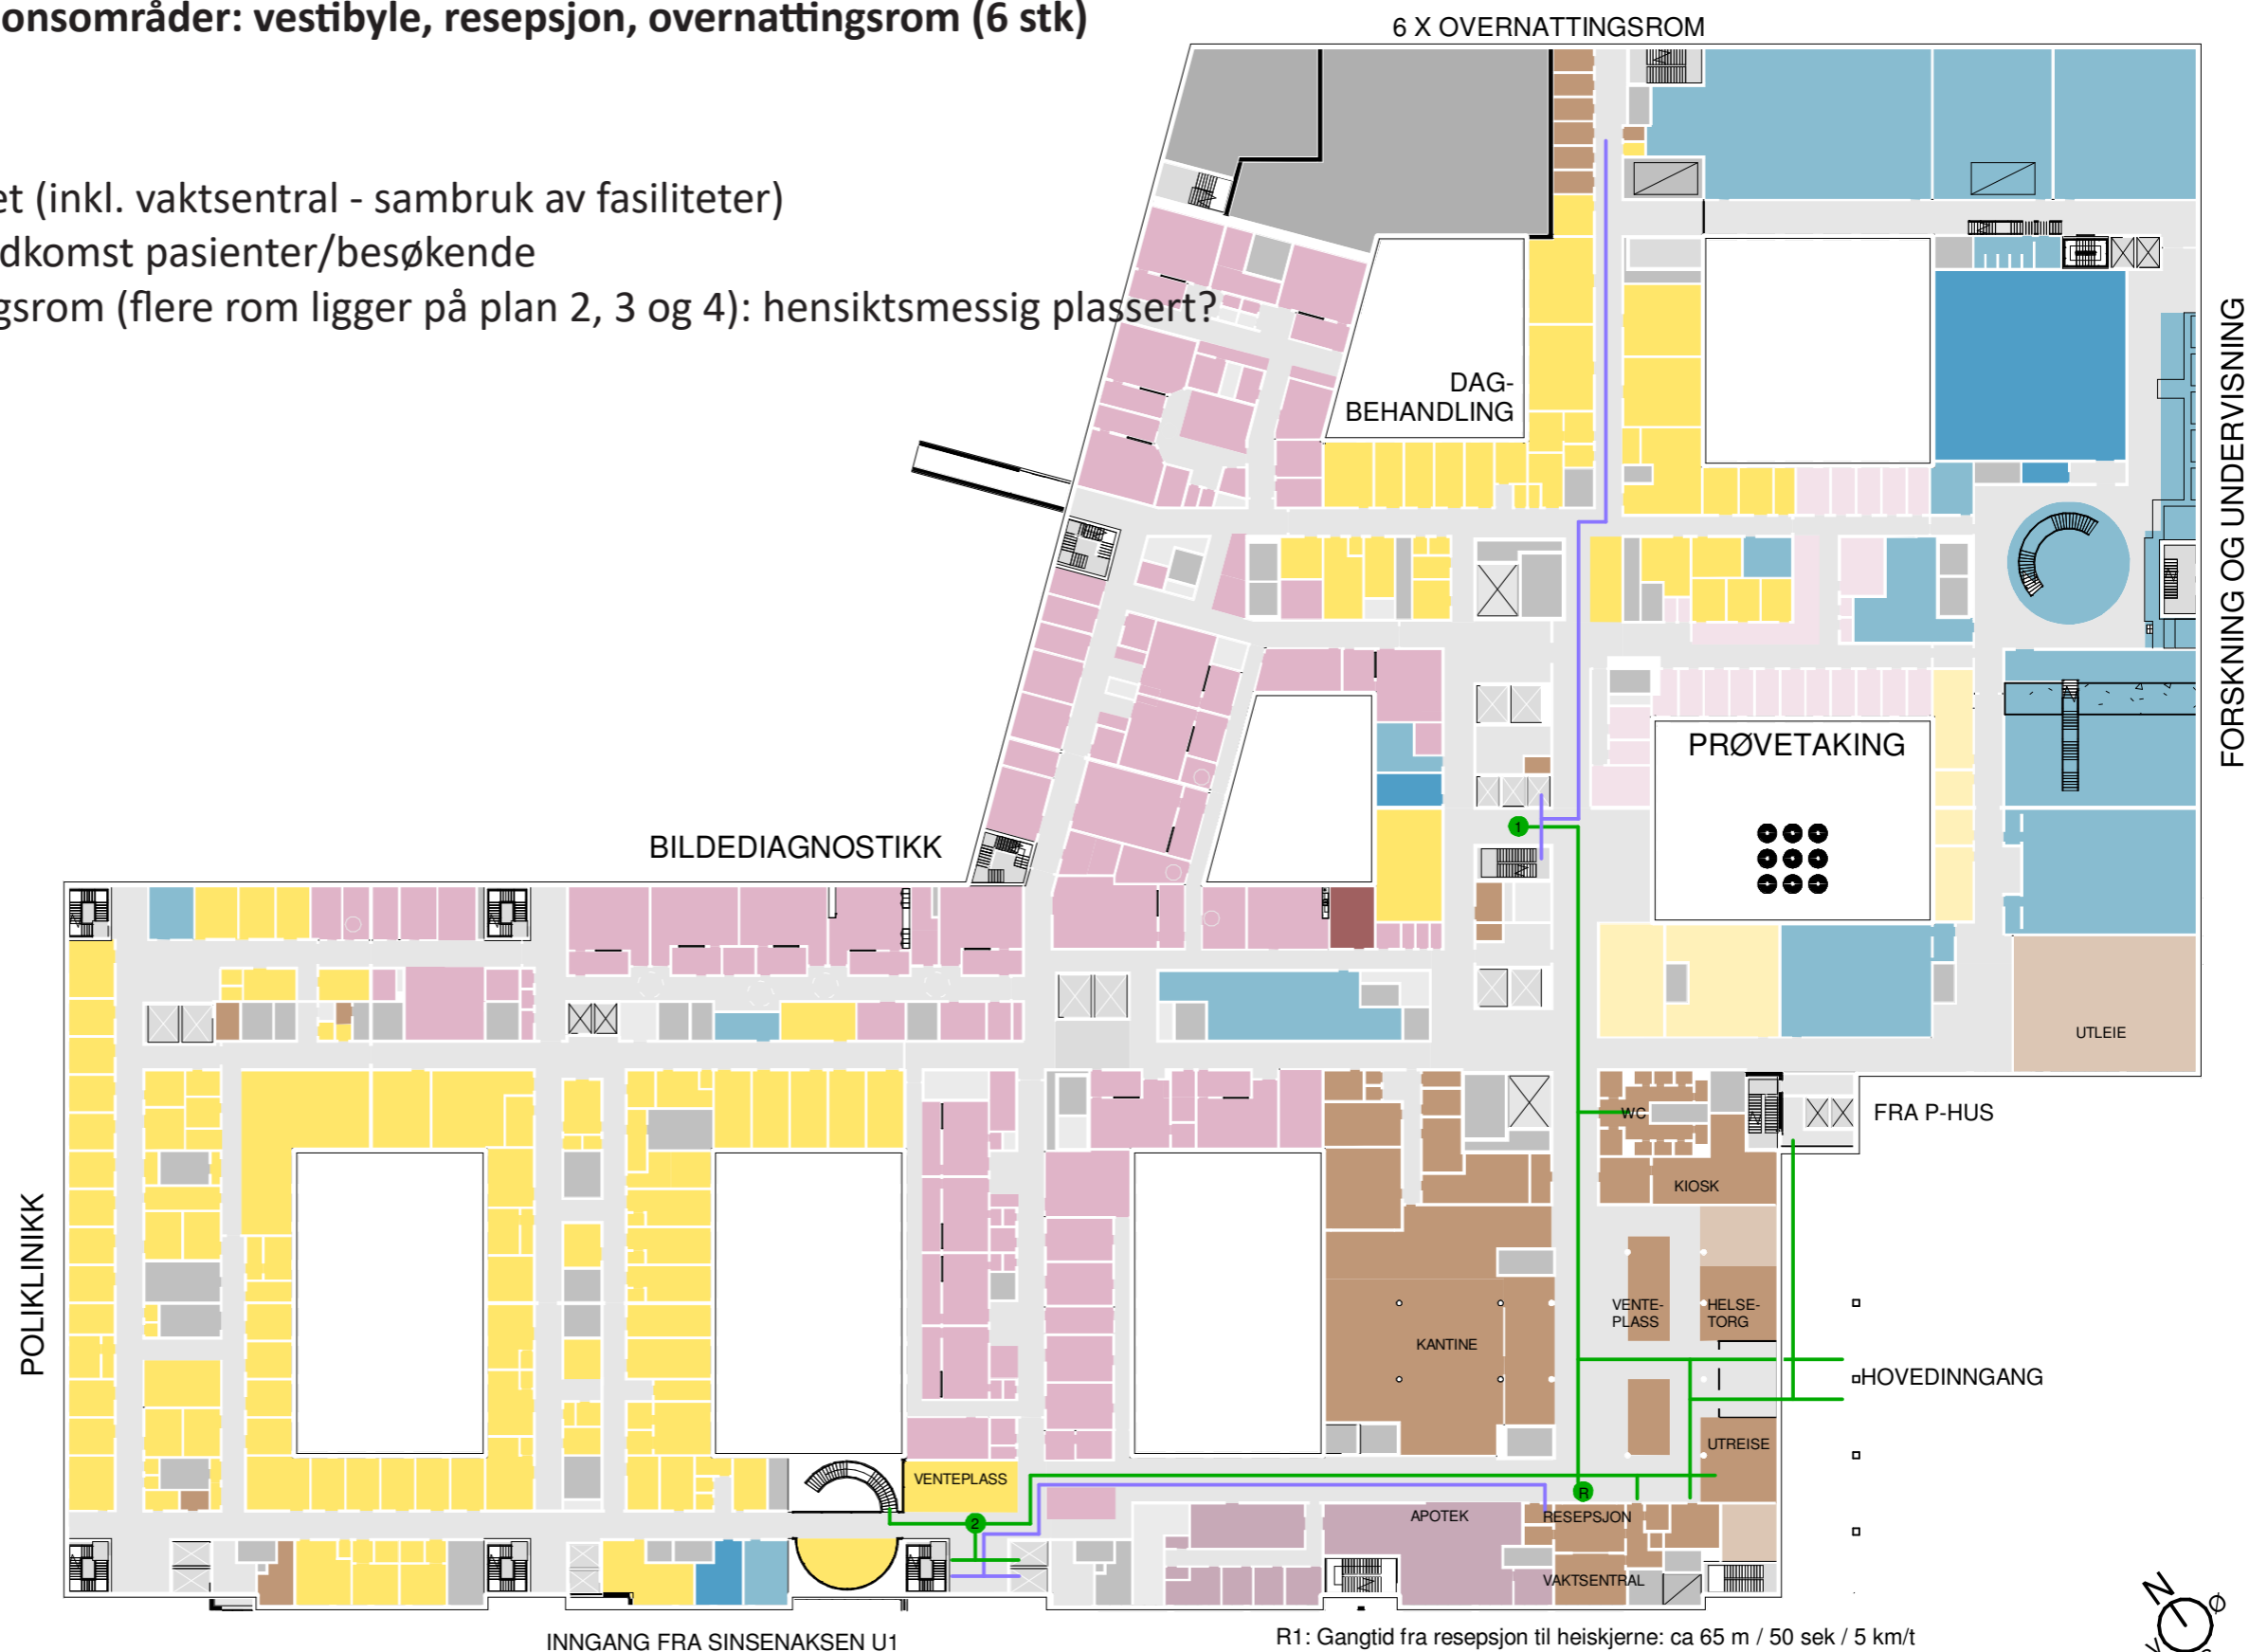 onsområder: vestibyle, resepsjon, overnattingsrom (6 stk)
6 X OVERNATTINGSROM
et (inkl. vaktsentral - sambruk av fasiliteter)
dkomst pasienter/besøkende
gsrom (flere rom ligger på plan 2, 3 og 4): hensiktsmessig plassert?
DAG-
BEHANDLING
FORSKNING OG UNDERVISNING
PRØVETAKING
1
BILDEDIAGNOSTIKK
UTLEIE
WC
FRA P-HUS
KIOSK
POLIKLINIKK
VENTE-
PLASS
HELSE-
TORG
KANTINE
HOVEDINNGANG
UTREISE
VENTEPLASS
R
2
APOTEK
RESEPSJON
VAKTSENTRAL
N
Ø
V
INNGANG FRA SINSENAKSEN U1
R1: Gangtid fra resepsjon til heiskjerne: ca 65 m / 50 sek / 5 km/t